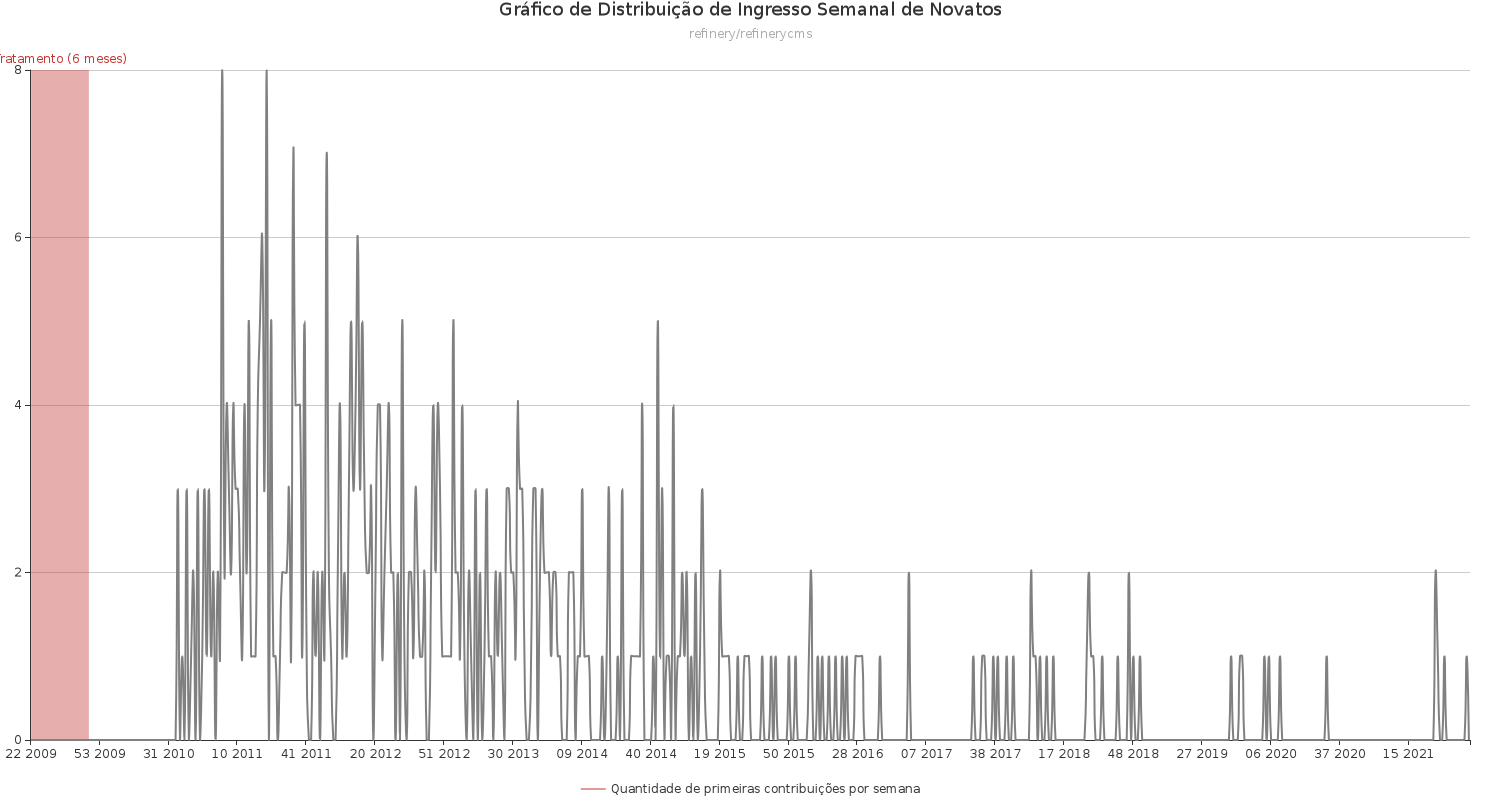 Gráfico de Distribuição de Ingresso Semanal de Novatos
refinery/refinerycms
ratamento (6 meses)
8
6
4
2
0
22 2009 53 2009 31 2010 10 2011 41 2011 20 2012 51 2012 30 2013 09 2014 40 2014 19 2015 50 2015 28 2016 07 2017 38 2017 17 2018 48 2018 27 2019 06 2020 37 2020 15 2021
Quantidade de primeiras contribuições por semana